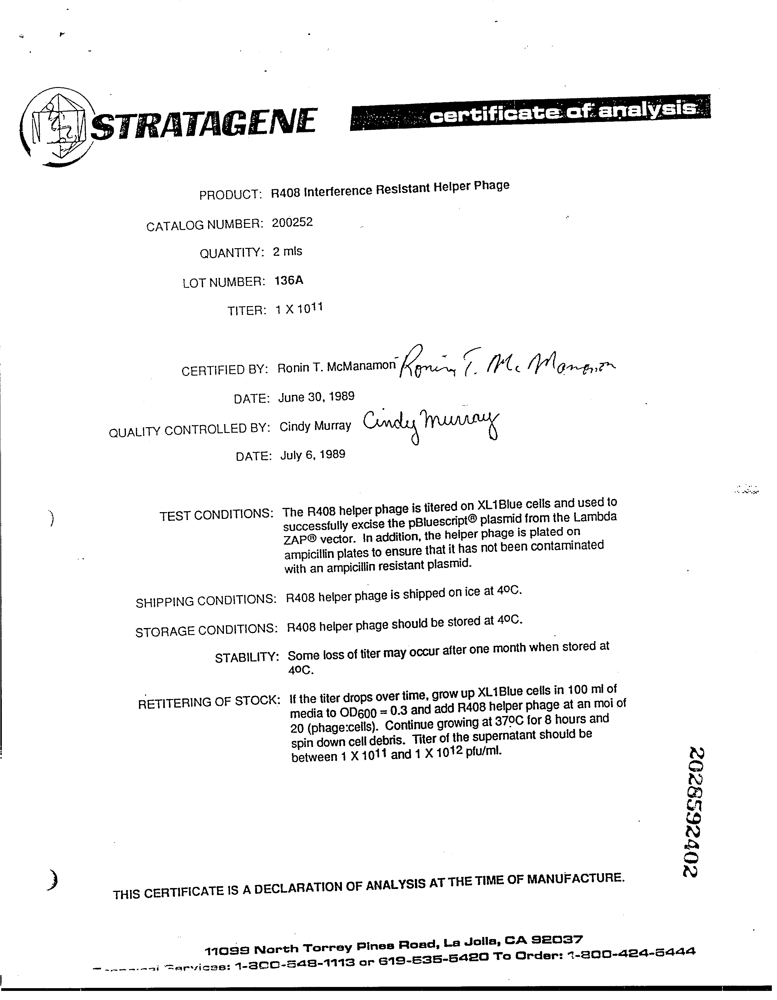 STRATAGENE
certificate of analysis
PRODUCT: R408 Interference Resistant Helper Phage
CATALOG NUMBER: 200252
QUANTITY: 2 mls
LOT NUMBER: 136A
TITER: 1 X 10¹¹
CERTIFIED BY: Ronin T. McManamon Ronin T. McManamon
DATE: June 30, 1989
QUALITY CONTROLLED BY: Cindy Murray Cindy Murray
DATE: July 6, 1989
TEST CONDITIONS: The R408 helper phage is titered on XL1Blue cells and used to
successfully excise the pBluescript® plasmid from the Lambda
ZAP® vector. In addition, the helper phage is plated on
ampicillin plates to ensure that it has not been contaminated
with an ampicillin resistant plasmid.
SHIPPING CONDITIONS: R408 helper phage is shipped on ice at 4ºC.
STORAGE CONDITIONS: R408 helper phage should be stored at 4ºC.
STABILITY: Some loss of titer may occur after one month when stored at
4ºC.
RETITERING OF STOCK: If the titer drops over time, grow up XL1Blue cells in 100 ml of
media to OD₆₀₀ = 0.3 and add R408 helper phage at an moi of
20 (phage:cells). Continue growing at 37ºC for 8 hours and
spin down cell debris. Titer of the supernatant should be
between 1 X 10¹¹ and 1 X 10¹² pfu/ml.
2028592402
THIS CERTIFICATE IS A DECLARATION OF ANALYSIS AT THE TIME OF MANUFACTURE.
11099 North Torrey Pines Road, La Jolla, CA 92037
Services: 1-800-548-1113 or 619-535-5420 To Order: 1-800-424-5444